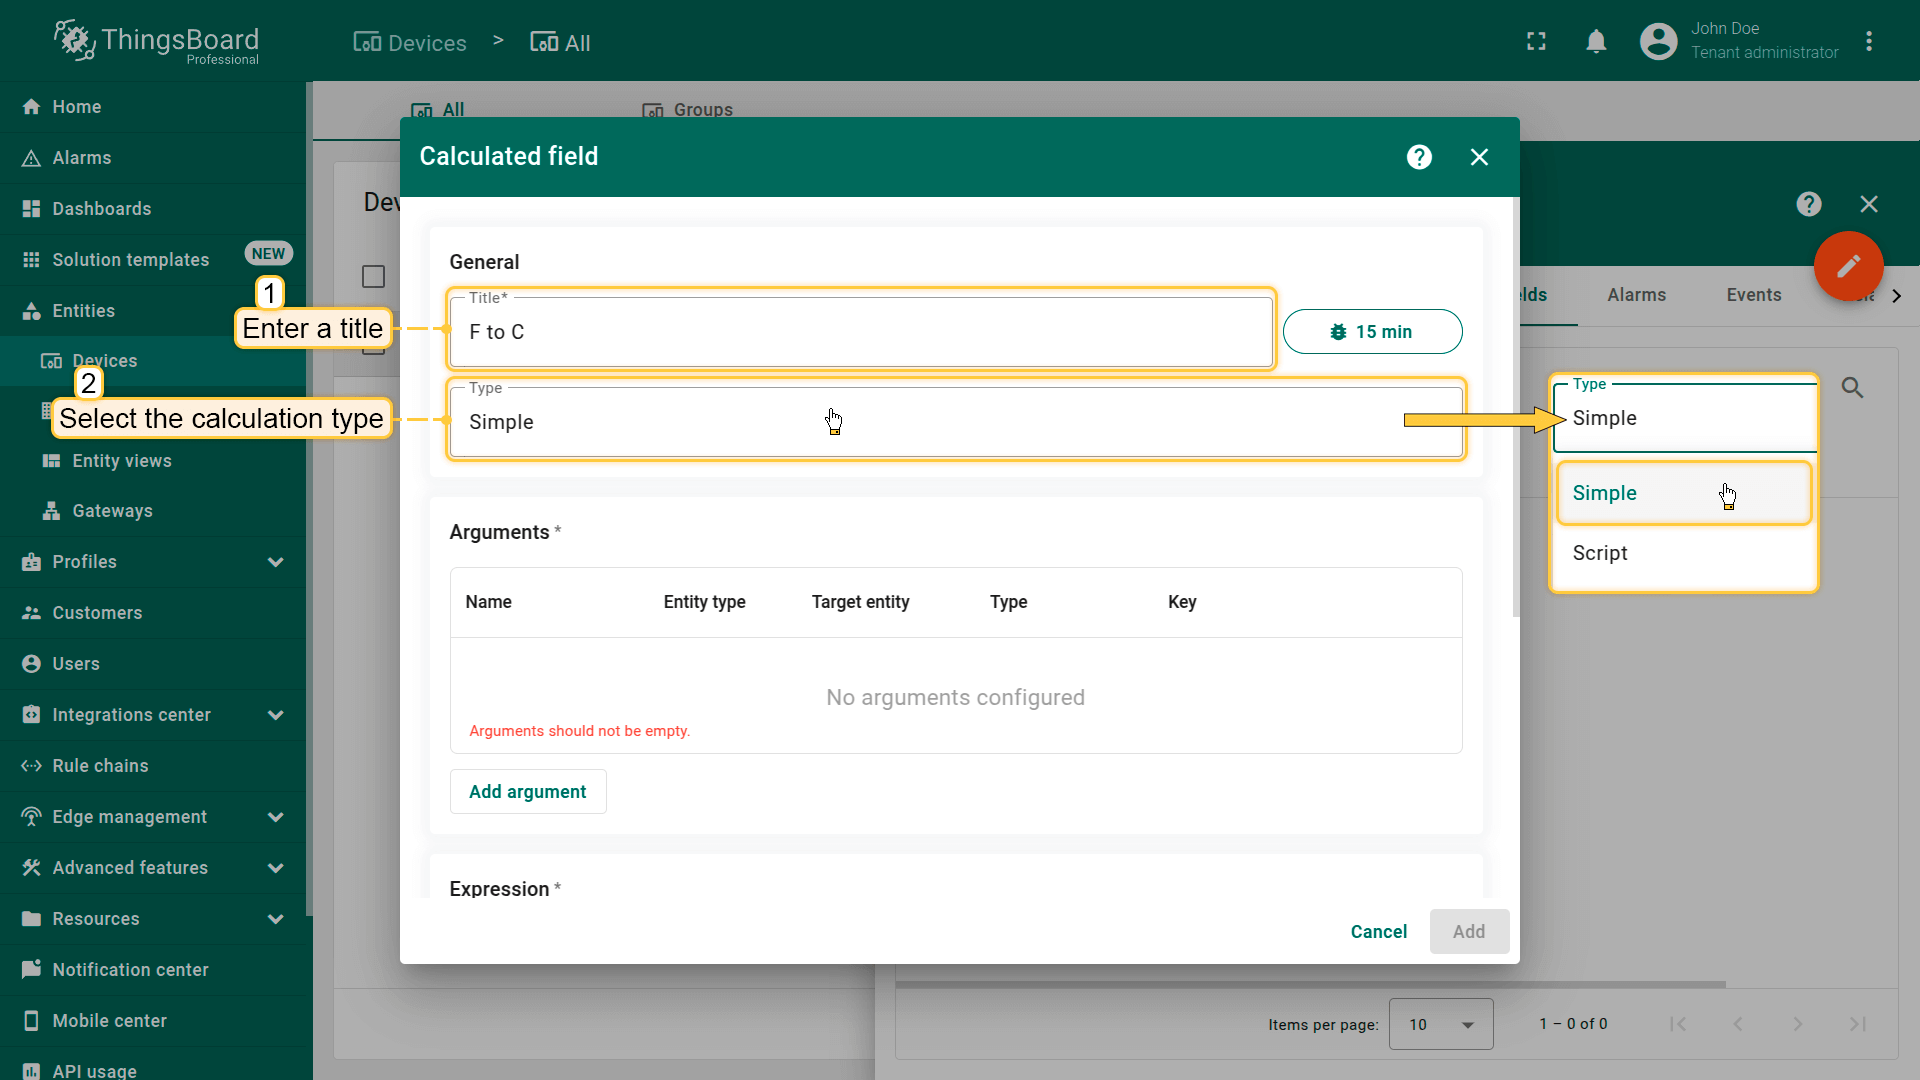 ThingsBoard
Professional
Devices > All
John Doe
Tenant administrator
Home
Alarms
Dashboards
Solution templates
NEW
Entities
Devices
Entity views
Gateways
Profiles
Customers
Users
Integrations center
Rule chains
Edge management
Advanced features
Resources
Notification center
Mobile center
API usage
1
Enter a title
2
Select the calculation type
All
Groups
Dev
Calculated field
General
Title*
F to C
15 min
Type
Simple
Arguments *
Name Entity type Target entity Type Key
No arguments configured
Arguments should not be empty.
Add argument
Expression *
Cancel
Add
elds
Alarms
Events
Type
Simple
Simple
Script
Items per page:
10
1 – 0 of 0